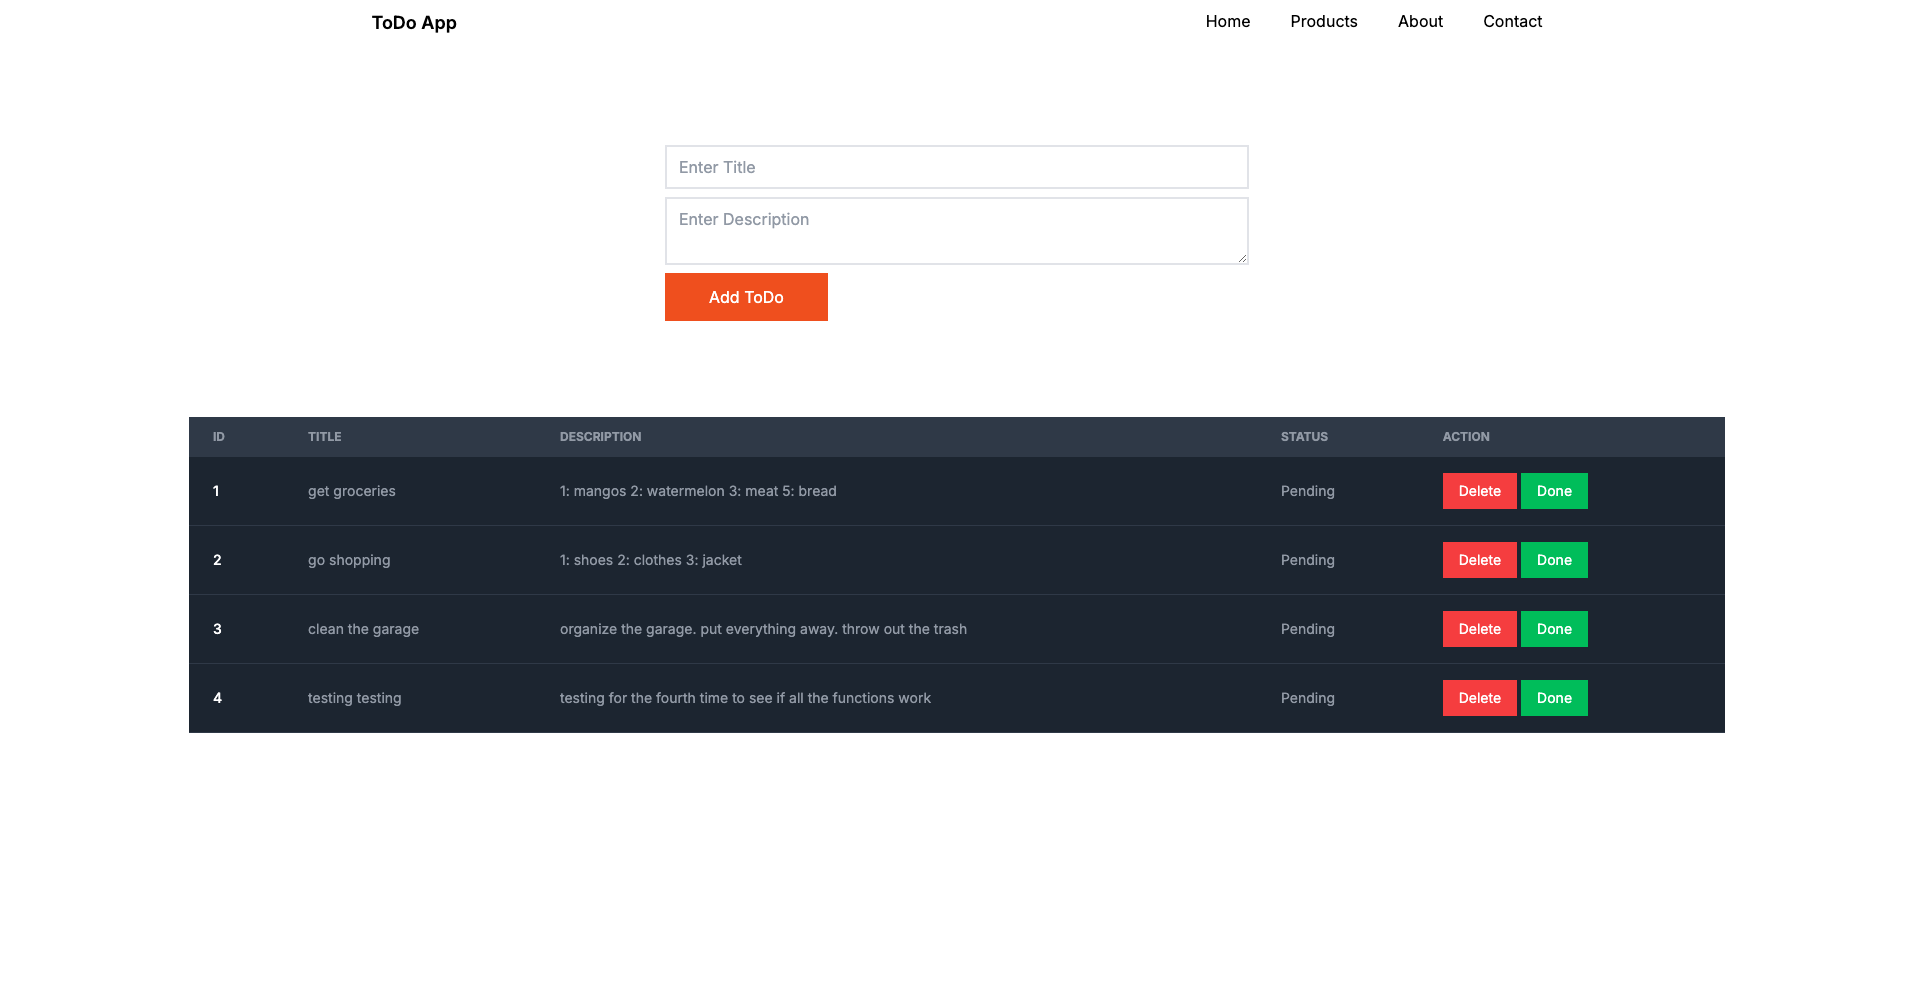 ToDo App Home Products About Contact
Enter Title
Enter Description
Add ToDo
ID TITLE DESCRIPTION STATUS ACTION
1 get groceries 1: mangos 2: watermelon 3: meat 5: bread Pending Delete Done
2 go shopping 1: shoes 2: clothes 3: jacket Pending Delete Done
3 clean the garage organize the garage. put everything away. throw out the trash Pending Delete Done
4 testing testing testing for the fourth time to see if all the functions work Pending Delete Done